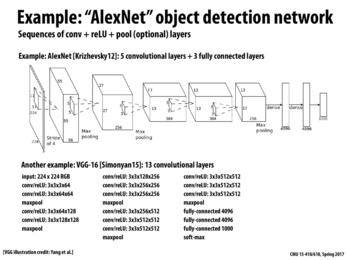 Example: “AlexNet” object detection network
Sequences of conv + reLU + pool (optional) layers
Example: AlexNet [Krizhevsky12]: 5 convolutional layers + 3 fully connected layers
Stride
of 4
Max
pooling
Max
pooling
Max
pooling
dense
dense
Another example: VGG-16 [Simonyan15]: 13 convolutional layers
input: 224 x 224 RGB
conv/reLU: 3x3x3x64
conv/reLU: 3x3x64x64
maxpool
conv/reLU: 3x3x64x128
conv/reLU: 3x3x128x128
maxpool
conv/reLU: 3x3x128x256
conv/reLU: 3x3x256x256
conv/reLU: 3x3x256x256
maxpool
conv/reLU: 3x3x256x512
conv/reLU: 3x3x512x512
conv/reLU: 3x3x512x512
maxpool
conv/reLU: 3x3x512x512
conv/reLU: 3x3x512x512
conv/reLU: 3x3x512x512
maxpool
fully-connected 4096
fully-connected 4096
fully-connected 1000
soft-max
[VGG illustration credit: Yang et al.]
CMU 15-418/618, Spring 2017